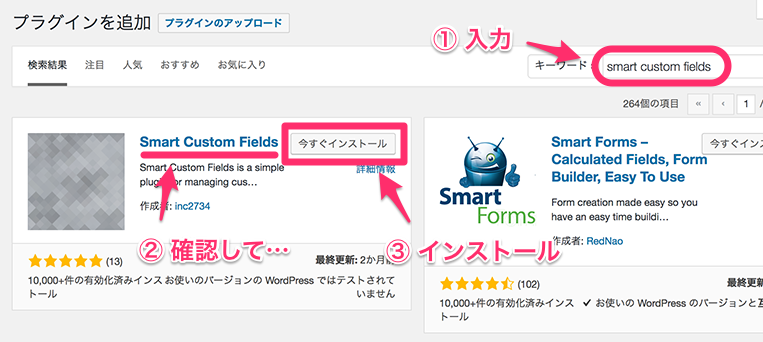 プラグインを追加 プラグインのアップロード
① 入力
検索結果 注目 人気 おすすめ お気に入り
キーワード
smart custom fields
264個の項目 « ‹ 1 /
Smart Custom Fields
今すぐインストール
Smart Custom Fields is a simple
plugin for managing cus…
詳細情報
作成者: inc2734
② 確認して…
③ インストール
(13)
最終更新: 2か月前
10,000+件の有効化済みインストール
お使いのバージョンの WordPress ではテストされていません
Smart Forms
Smart Forms –
Calculated Fields, Form
Builder, Easy To Use
今すぐインス
Form creation made easy so you
have an easy time buildi…
作成者: RedNao
(102)
最終更新
10,000+件の有効化済みインストール
✓ お使いの WordPress のバージョンと互